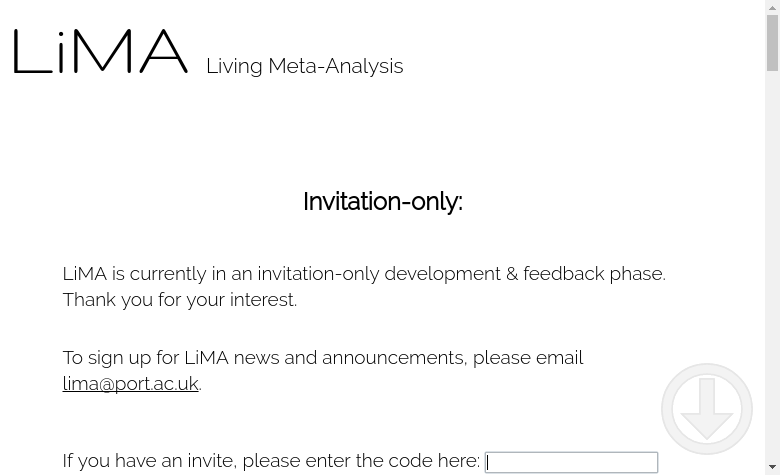 LiMA Living Meta-Analysis
Invitation-only:
LiMA is currently in an invitation-only development & feedback phase.
Thank you for your interest.
To sign up for LiMA news and announcements, please email
lima@port.ac.uk.
If you have an invite, please enter the code here: